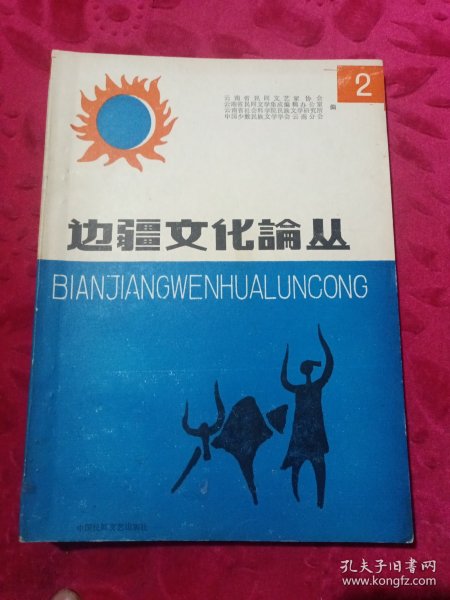 2
云南省民间文艺家协会
云南省民间文学集成编辑办公室
云南省社会科学院民族文学研究所
中国少数民族文学学会云南分会
编
边疆文化論丛
BIANJIANGWENHUALUNCONG
中国民间文艺出版社
孔夫子旧书网
www.kongfz.com